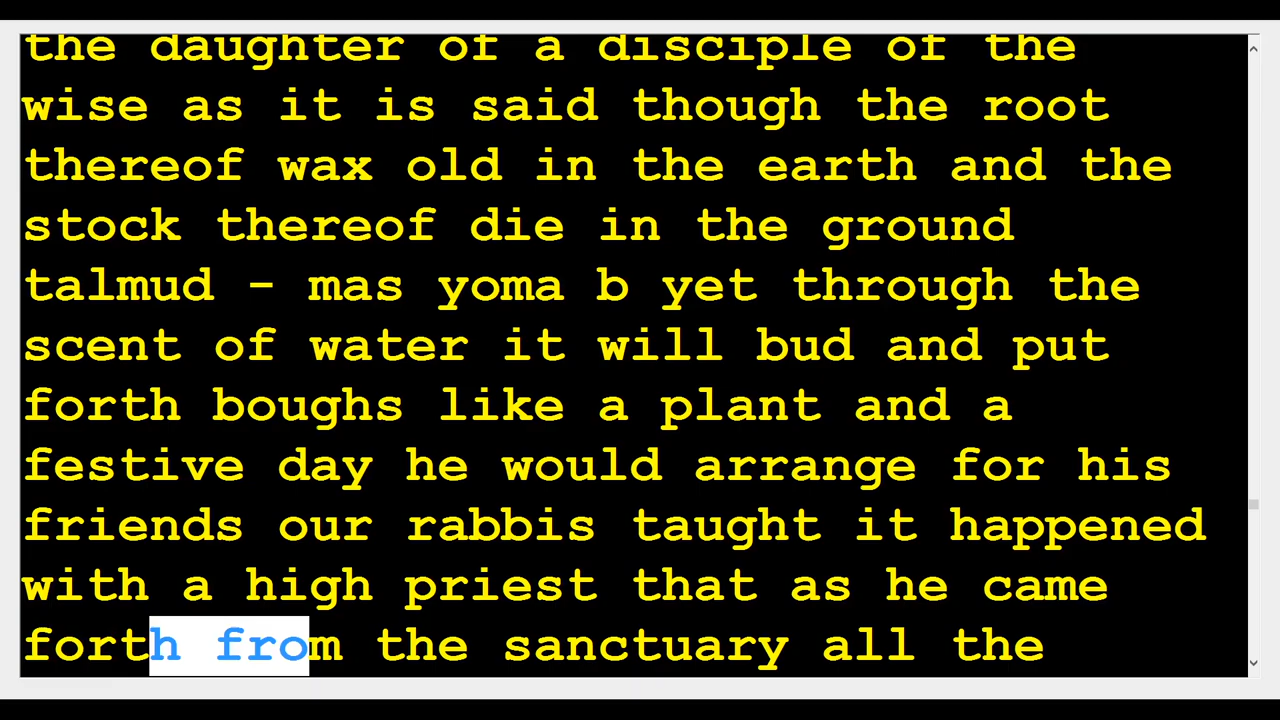 the daughter of a disciple of the
wise as it is said though the root
thereof wax old in the earth and the
stock thereof die in the ground
talmud - mas yoma b yet through the
scent of water it will bud and put
forth boughs like a plant and a
festive day he would arrange for his
friends our rabbis taught it happened
with a high priest that as he came
forth from the sanctuary all the